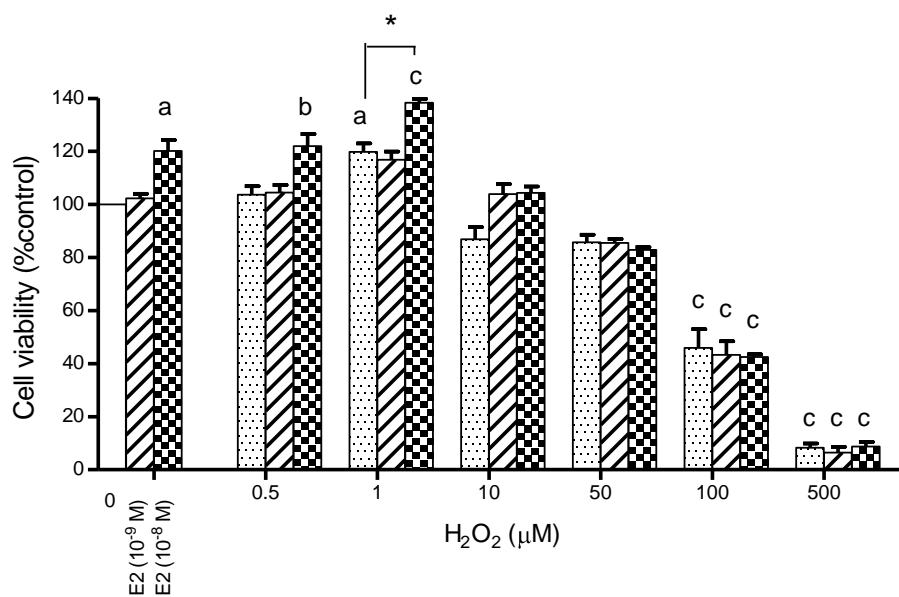 *
c
a
b
a
140
120
100
80
60
40
20
0
Cell viability (%control)
c c c
c c c
0
E2 (10⁻⁹ M)
E2 (10⁻⁸ M)
0.5 1 10 50 100 500
H₂O₂ (μM)